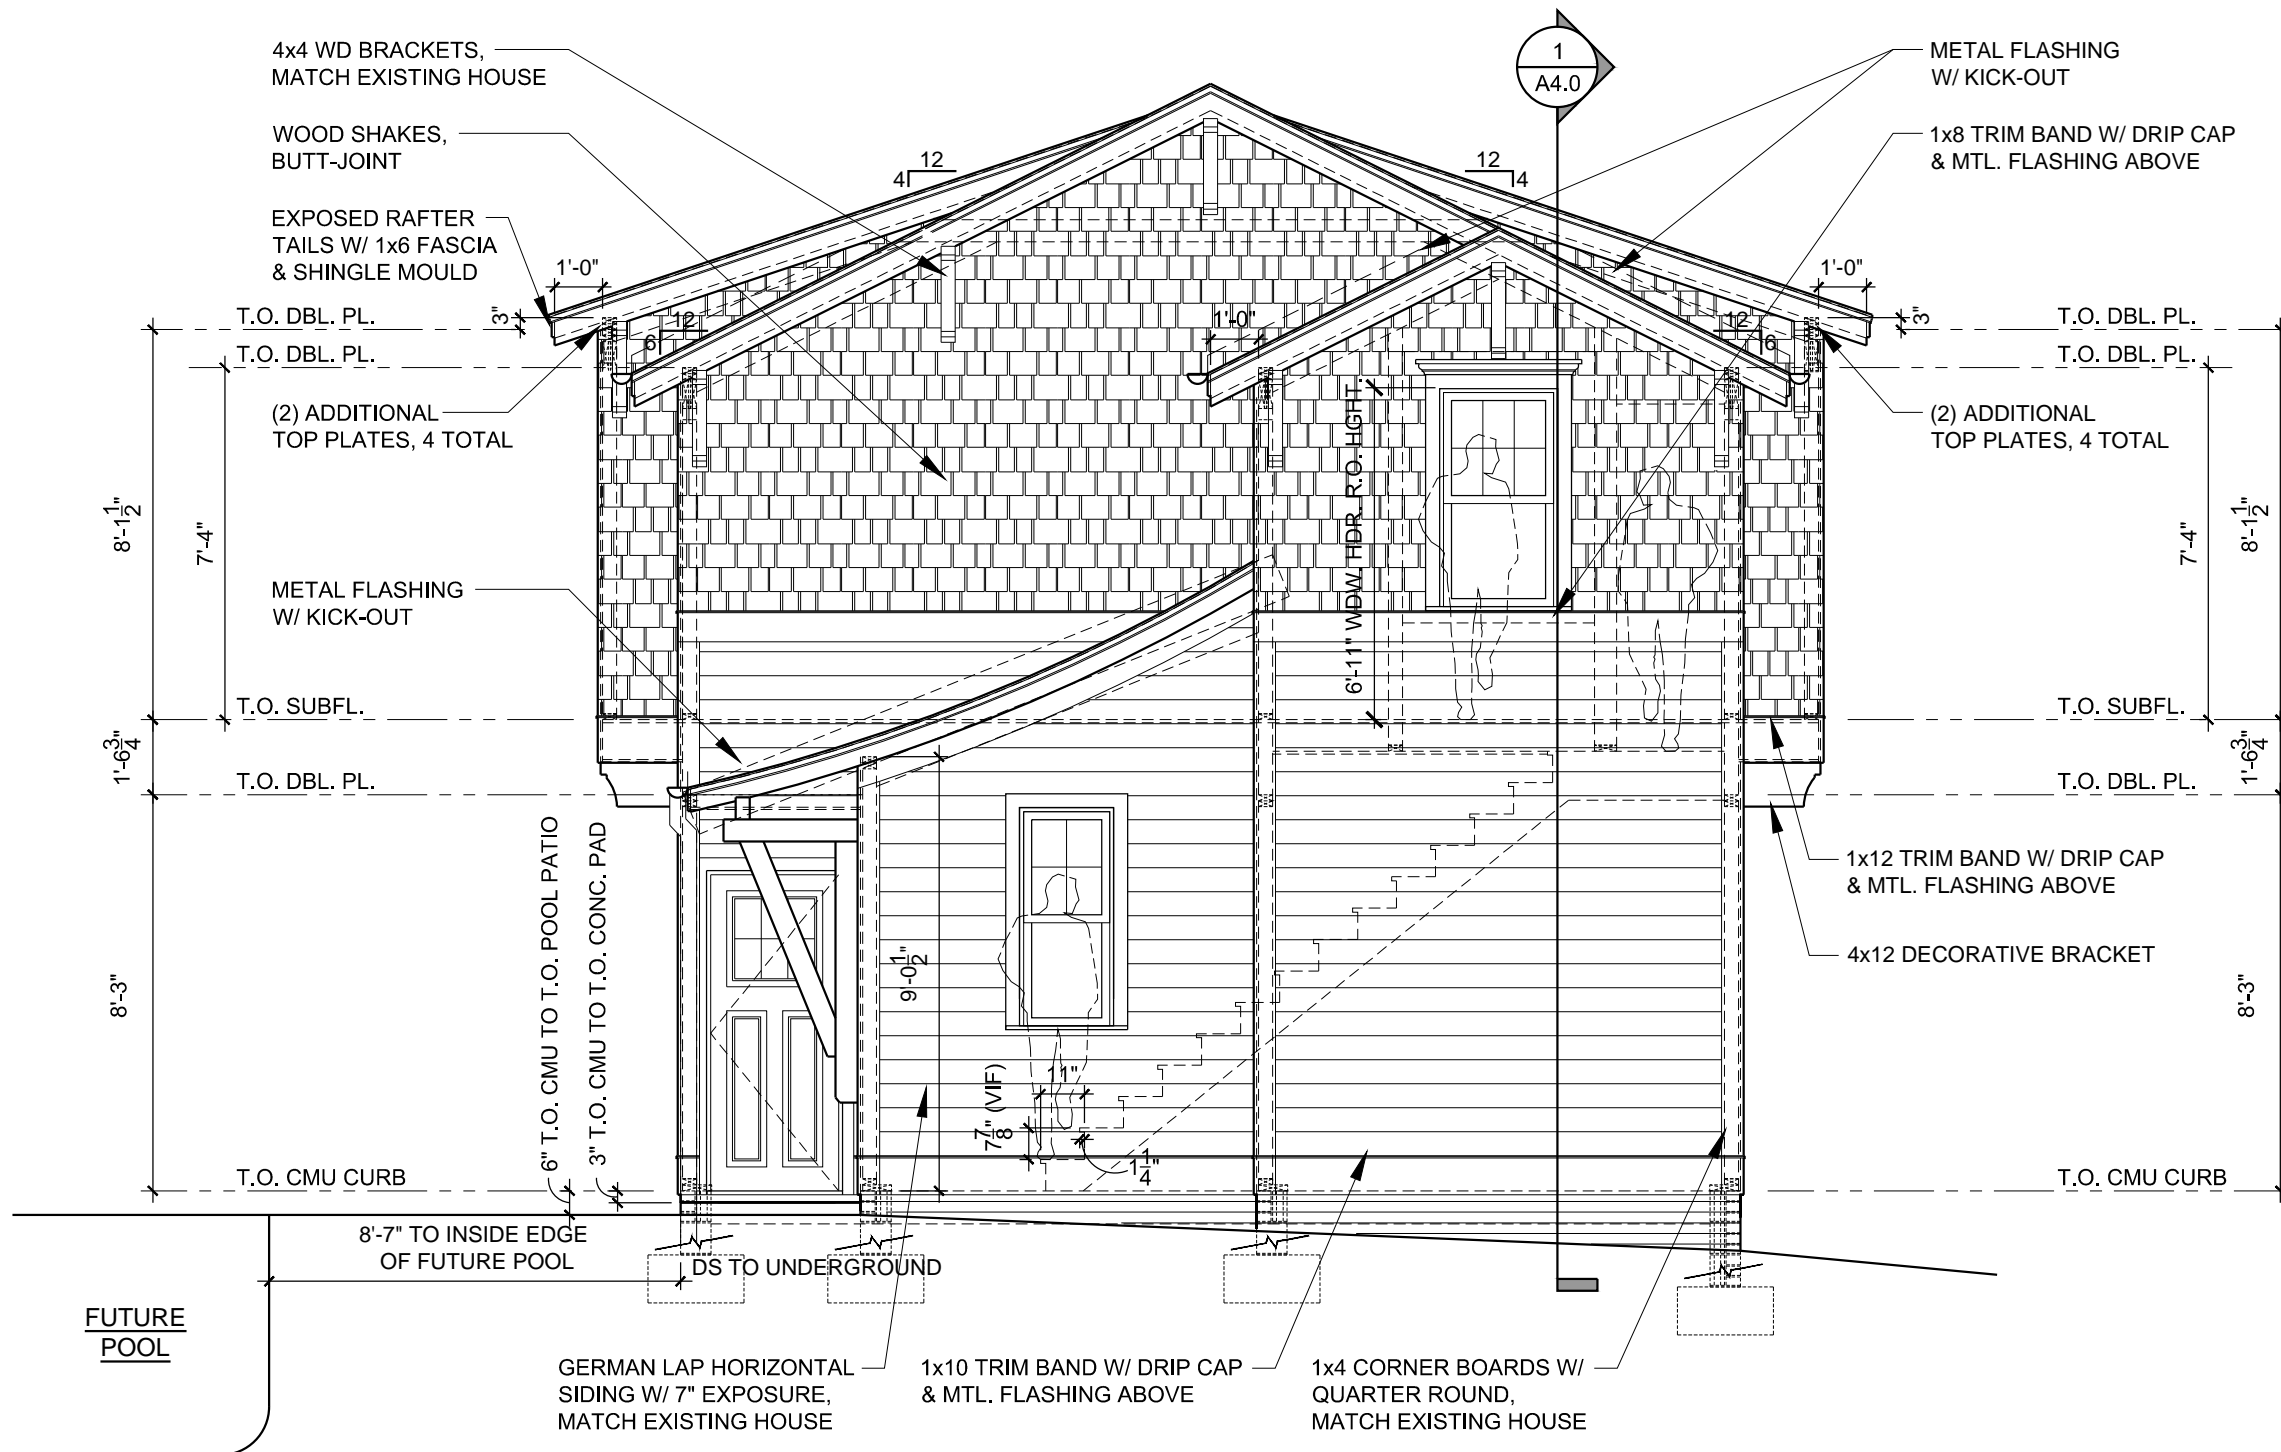 4x4 WD BRACKETS,
MATCH EXISTING HOUSE
WOOD SHAKES,
BUTT-JOINT
EXPOSED RAFTER
TAILS W/ 1x6 FASCIA
& SHINGLE MOULD
1
A4.0
METAL FLASHING
W/ KICK-OUT
1x8 TRIM BAND W/ DRIP CAP
& MTL. FLASHING ABOVE
12
4
12
4
1'-0"
1'-0"
3"
3"
T.O. DBL. PL.
T.O. DBL. PL.
T.O. DBL. PL.
T.O. DBL. PL.
12
6
1'-0"
12
6
(2) ADDITIONAL
TOP PLATES, 4 TOTAL
(2) ADDITIONAL
TOP PLATES, 4 TOTAL
8'-1 1/2"
7'-4"
6'-11" WDW. HDR. R.O. HGHT.
7'-4"
8'-1 1/2"
METAL FLASHING
W/ KICK-OUT
T.O. SUBFL.
T.O. SUBFL.
1'-6 3/4"
1'-6 3/4"
T.O. DBL. PL.
T.O. DBL. PL.
1x12 TRIM BAND W/ DRIP CAP
& MTL. FLASHING ABOVE
4x12 DECORATIVE BRACKET
8'-3"
6" T.O. CMU TO T.O. POOL PATIO
3" T.O. CMU TO T.O. CONC. PAD
9'-0 1/2"
8'-3"
7 7/8" (VIF)
11"
1 1/4"
T.O. CMU CURB
T.O. CMU CURB
8'-7" TO INSIDE EDGE
OF FUTURE POOL
DS TO UNDERGROUND
FUTURE
POOL
GERMAN LAP HORIZONTAL
SIDING W/ 7" EXPOSURE,
MATCH EXISTING HOUSE
1x10 TRIM BAND W/ DRIP CAP
& MTL. FLASHING ABOVE
1x4 CORNER BOARDS W/
QUARTER ROUND,
MATCH EXISTING HOUSE